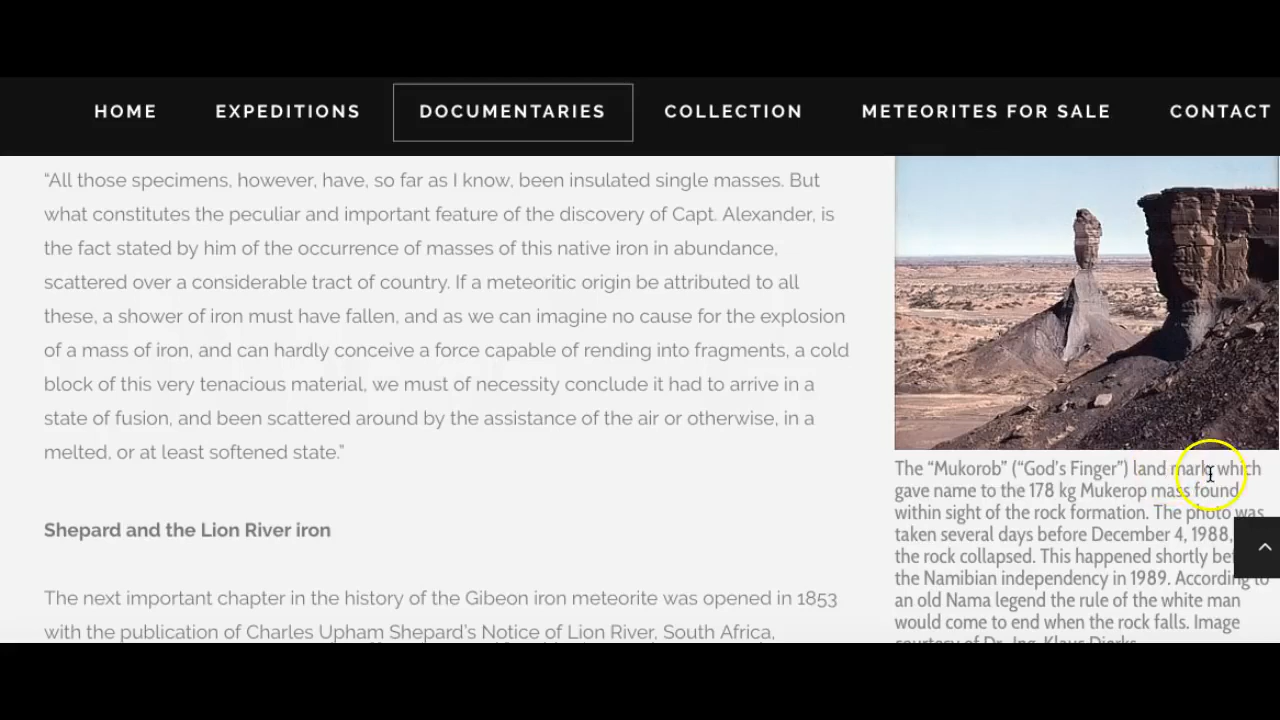 HOME EXPEDITIONS DOCUMENTARIES COLLECTION METEORITES FOR SALE CONTACT
“All those specimens, however, have, so far as I know, been insulated single masses. But
what constitutes the peculiar and important feature of the discovery of Capt. Alexander, is
the fact stated by him of the occurrence of masses of this native iron in abundance,
scattered over a considerable tract of country. If a meteoritic origin be attributed to all
these, a shower of iron must have fallen, and as we can imagine no cause for the explosion
of a mass of iron, and can hardly conceive a force capable of rending into fragments, a cold
block of this very tenacious material, we must of necessity conclude it had to arrive in a
state of fusion, and been scattered around by the assistance of the air or otherwise, in a
melted, or at least softened state.”
Shepard and the Lion River iron
The next important chapter in the history of the Gibeon iron meteorite was opened in 1853
with the publication of Charles Upham Shepard’s Notice of Lion River, South Africa,
The “Mukorob” (“God’s Finger”) land mark, which
gave name to the 178 kg Mukerop mass found
within sight of the rock formation. The photo was
taken several days before December 4, 1988,
the rock collapsed. This happened shortly
the Namibian independency in 1989. According to
an old Nama legend the rule of the white man
would come to end when the rock falls. Image
courtesy of Dr.-Ing. Klaus Dierks